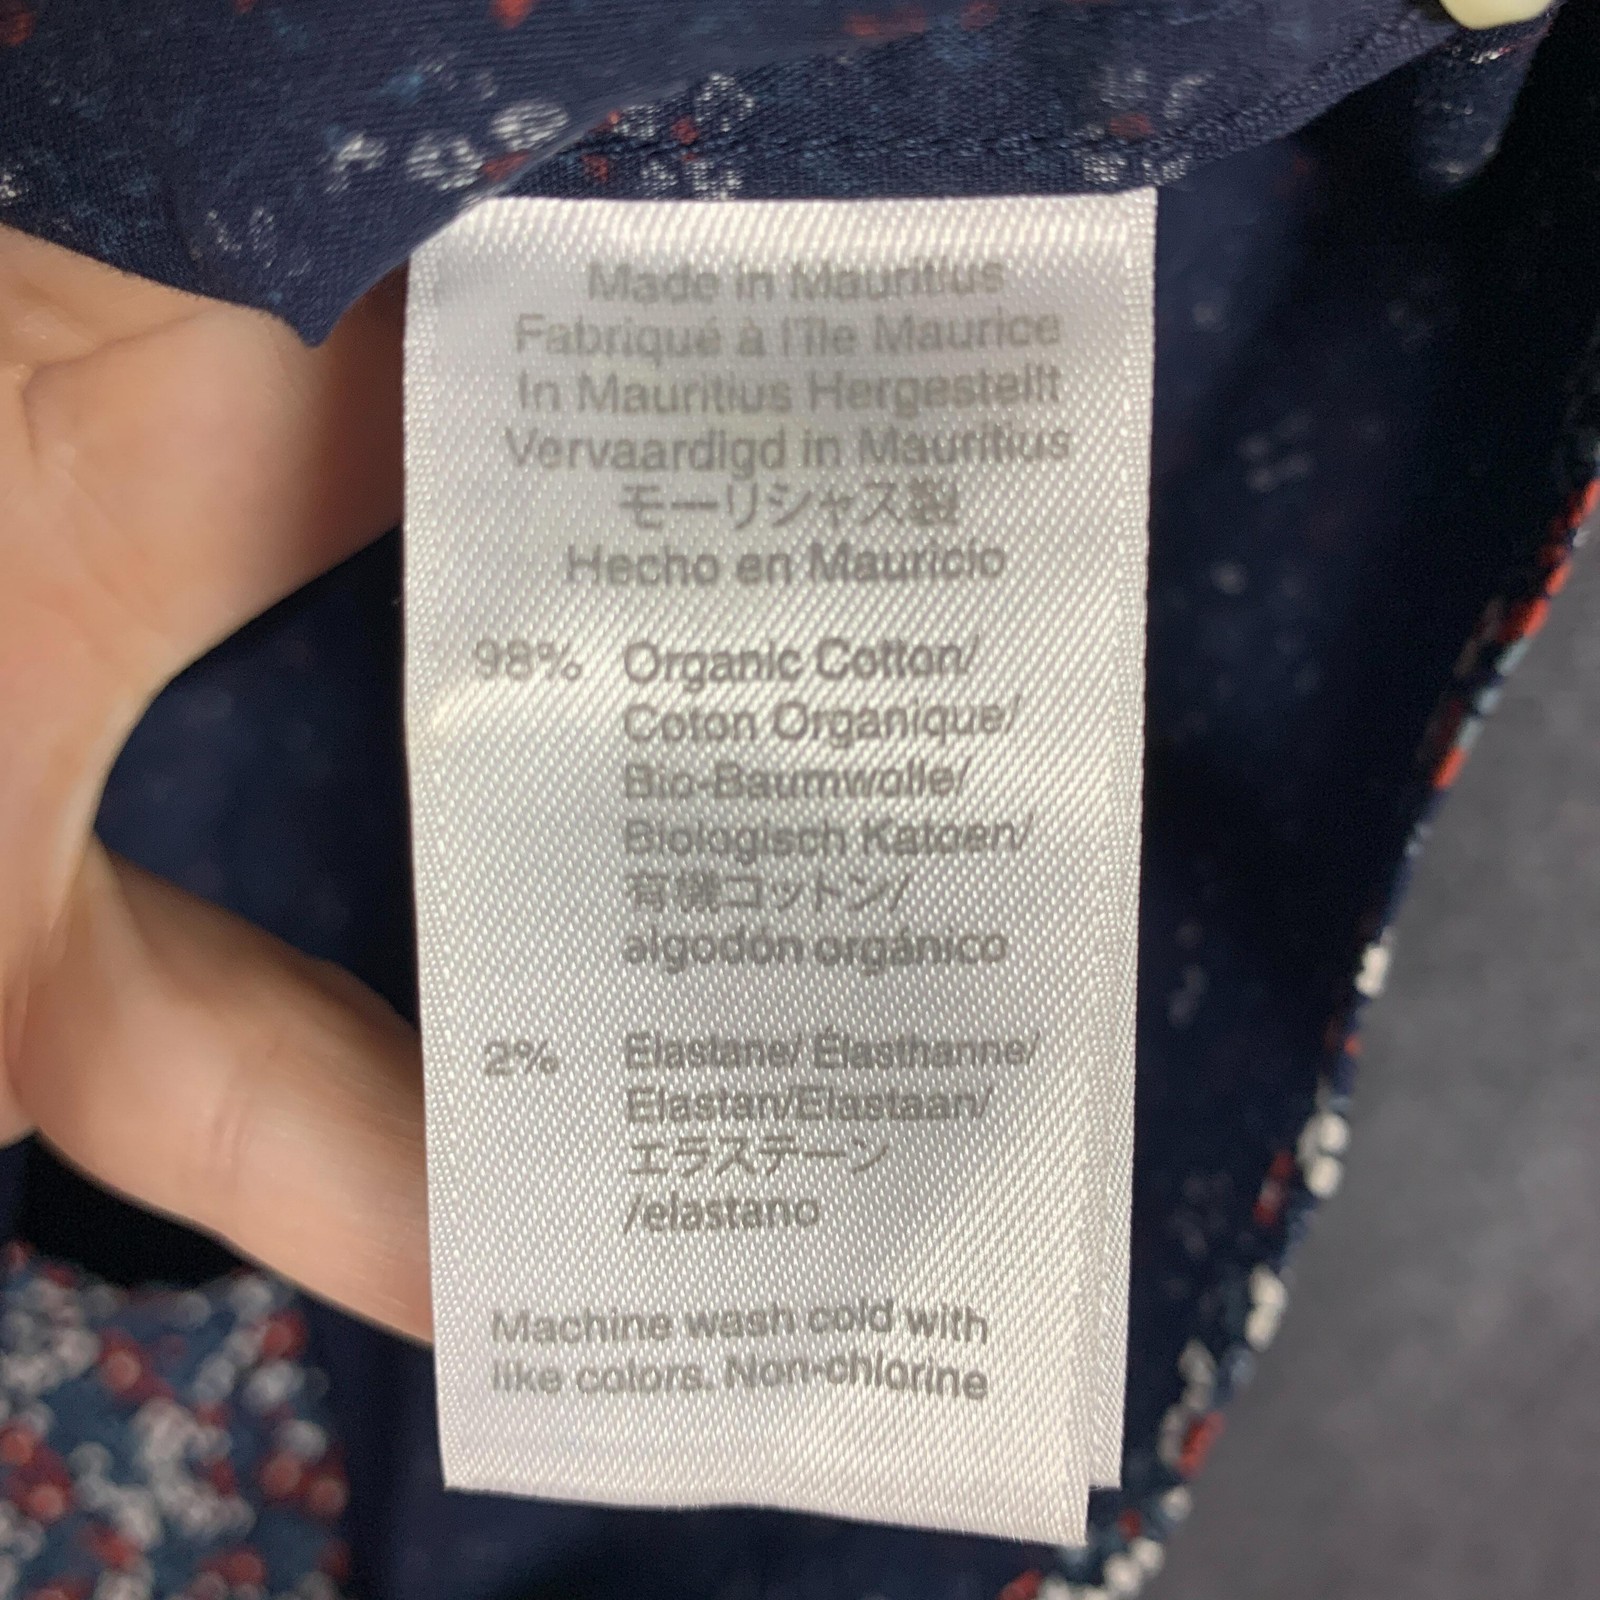 Made in Mauritius
Fabriqué à l'île Maurice
In Mauritius Hergestellt
Vervaardigd in Mauritius
モーリシャス製
Hecho en Mauricio
98% Organic Cotton/
Coton Organique/
Bio-Baumwolle/
Biologisch Katoen/
有機コットン/
algodón orgánico
2% Elastane/ Élasthanne/
Elastan/Elastaan/
エラステーン
/elastano
Machine wash cold with
like colors. Non-chlorine